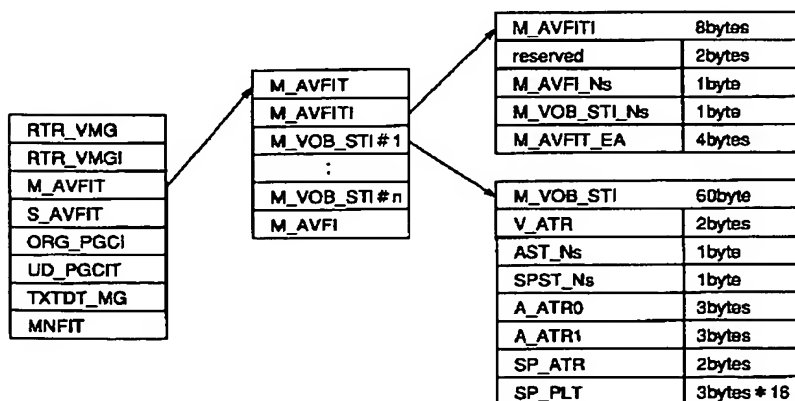 RTR_VMG
RTR_VMGI
M_AVFIT
S_AVFIT
ORG_PGCI
UD_PGCIT
TXTDT_MG
MNFIT
M_AVFIT
M_AVFITI
M_VOB_STI#1
:
M_VOB_STI#n
M_AVFI
M_AVFITI 8bytes
reserved 2bytes
M_AVFI_Ns 1byte
M_VOB_STI_Ns 1byte
M_AVFIT_EA 4bytes
M_VOB_STI 60byte
V_ATR 2bytes
AST_Ns 1byte
SPST_Ns 1byte
A_ATR0 3bytes
A_ATR1 3bytes
SP_ATR 2bytes
SP_PLT 3bytes*16